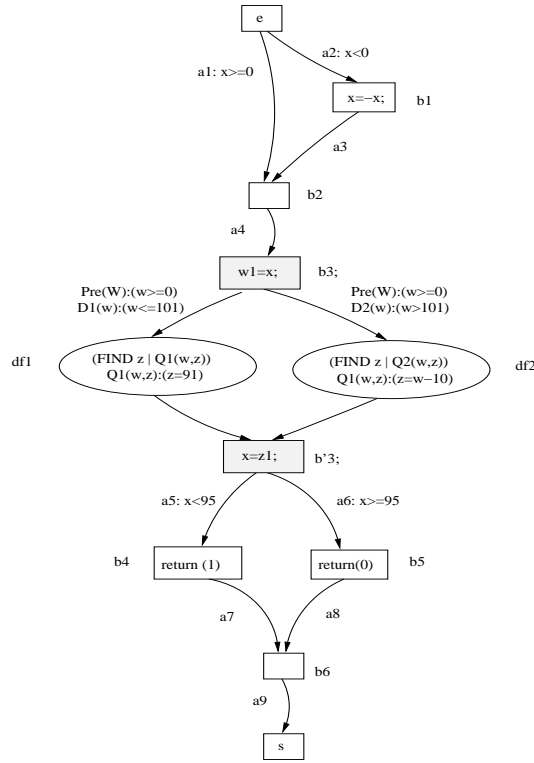 e
a2: x<0
a1: x>=0
x=−x;
b1
a3
b2
a4
w1=x;
b3;
Pre(W):(w>=0)
D1(w):(w<=101)
Pre(W):(w>=0)
D2(w):(w>101)
df1
(FIND z | Q1(w,z))
Q1(w,z):(z=91)
(FIND z | Q2(w,z))
Q1(w,z):(z=w−10)
df2
x=z1;
b'3;
a5: x<95
a6: x>=95
b4
return (1)
return(0)
b5
a7
a8
b6
a9
s